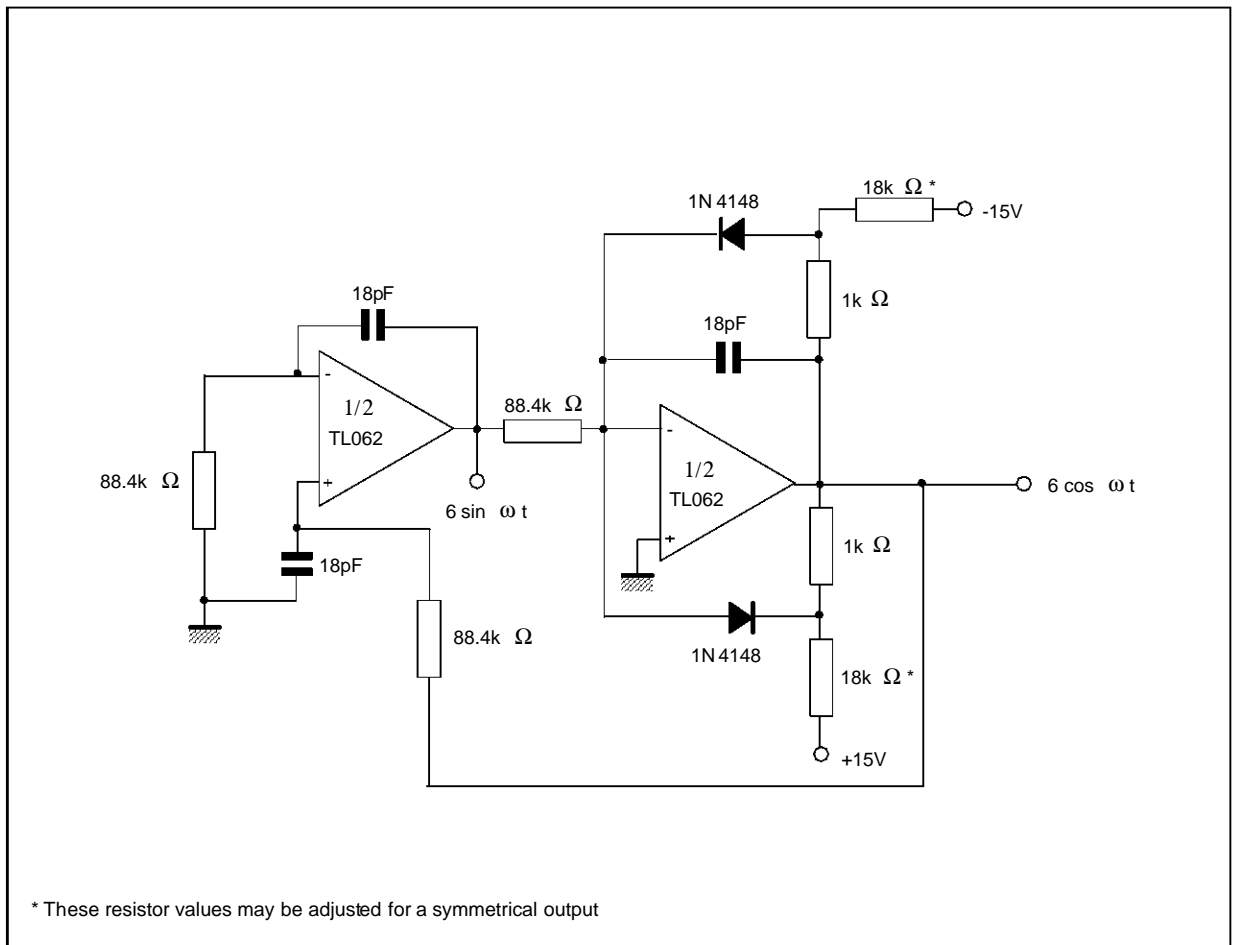 18k Ω *
1N 4148
-15V
18pF
1k Ω
18pF
-
1/2
TL062
88.4k Ω
-
88.4k Ω
1/2
TL062
+
6 sin ω t
6 cos ω t
+
1k Ω
18pF
88.4k Ω
1N 4148
18k Ω *
+15V
* These resistor values may be adjusted for a symmetrical output